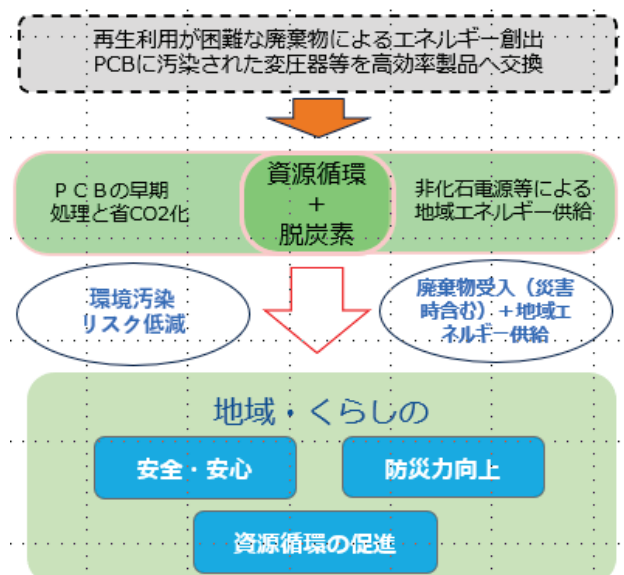 再生利用が困難な廃棄物によるエネルギー創出
PCBに汚染された変圧器等を高効率製品へ交換
ＰＣＢの早期
処理と省CO2化
資源循環
+
脱炭素
非化石電源等による
地域エネルギー供給
環境汚染
リスク低減
廃棄物受入（災害
時含む）＋地域エ
ネルギー供給
地域・くらしの
安全・安心
防災力向上
資源循環の促進